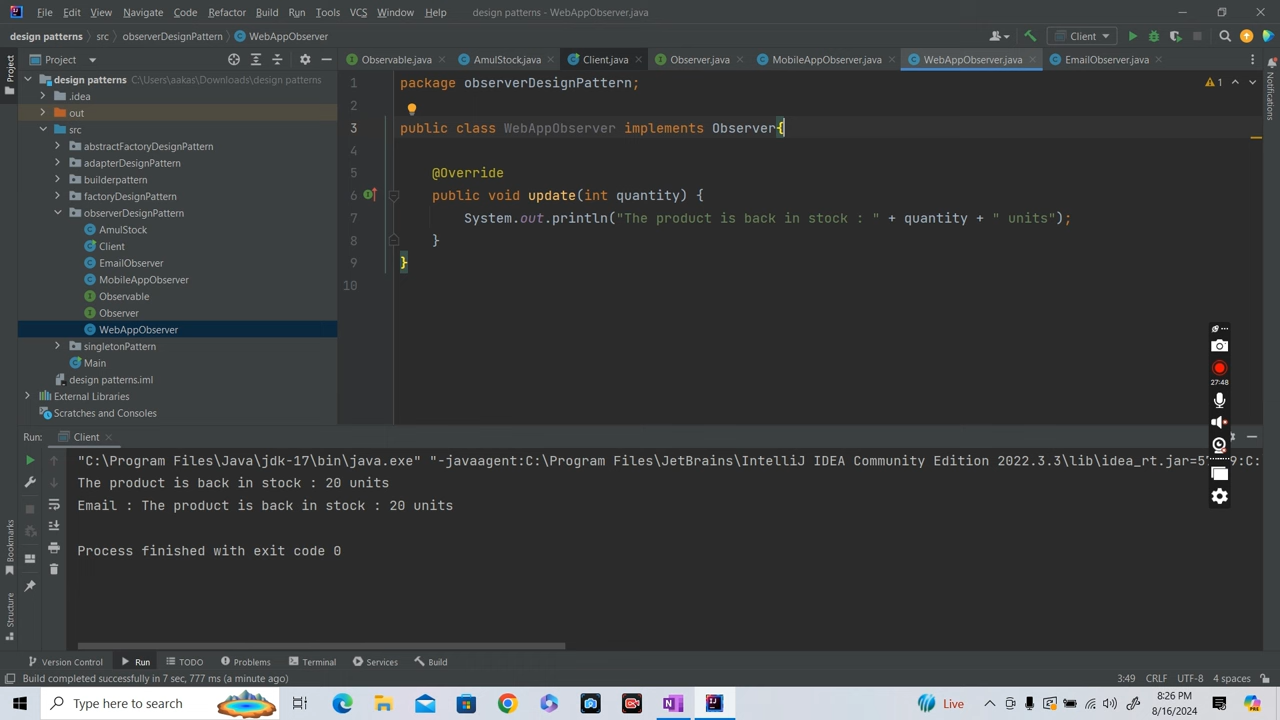 File Edit View Navigate Code Refactor Build Run Tools VCS Window Help design patterns - WebAppObserver.java
design patterns src observerDesignPattern WebAppObserver Client
Project
Observable.java AmulStock.java Client.java Observer.java MobileAppObserver.java WebAppObserver.java EmailObserver.java
Project
Notifications
design patterns C:\Users\aakas\Downloads\design patterns
.idea
out
src
abstractFactoryDesignPattern
adapterDesignPattern
builderpattern
factoryDesignPattern
observerDesignPattern
AmulStock
Client
EmailObserver
MobileAppObserver
Observable
Observer
WebAppObserver
singletonPattern
Main
design patterns.iml
External Libraries
Scratches and Consoles
1 package observerDesignPattern; 1
2
3 public class WebAppObserver implements Observer{
4
5 @Override
6 public void update(int quantity) {
7 System.out.println("The product is back in stock : " + quantity + " units");
8 }
9 }
10
27:48
Run: Client
"C:\Program Files\Java\jdk-17\bin\java.exe" "-javaagent:C:\Program Files\JetBrains\IntelliJ IDEA Community Edition 2022.3.3\lib\idea_rt.jar=
The product is back in stock : 20 units
Email : The product is back in stock : 20 units
Process finished with exit code 0
Bookmarks
Structure
Version Control Run TODO Problems Terminal Services Build
Build completed successfully in 7 sec, 777 ms (a minute ago) 3:49 CRLF UTF-8 4 spaces
Type here to search Live 8:26 PM
8/16/2024